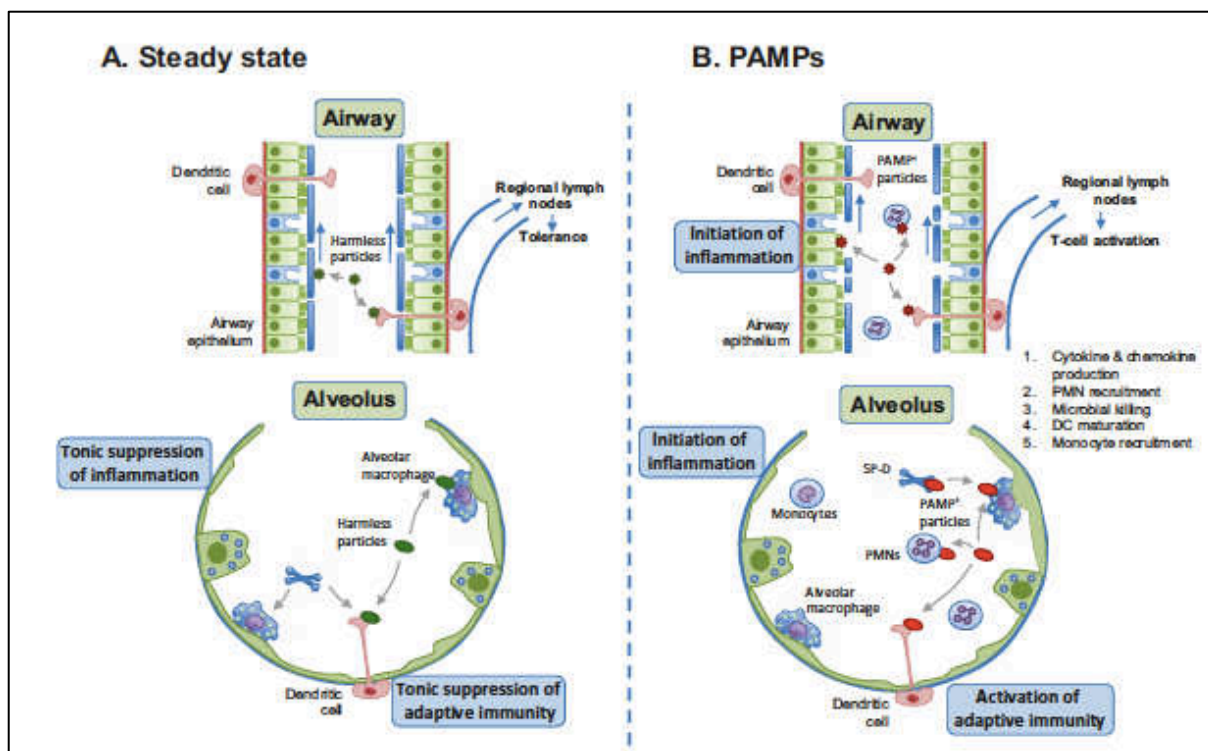 A. Steady state
Airway
Dendritic
cell
Harmless
particles
Regional lymph
nodes
Tolerance
Airway
epithelium
Alveolus
Tonic suppression
of inflammation
Alveolar
macrophage
Harmless
particles
Dendritic
cell
Tonic suppression of
adaptive immunity
B. PAMPs
Airway
Dendritic
cell
PAMP⁺
particles
Initiation of
inflammation
Regional lymph
nodes
T-cell activation
Airway
epithelium
1. Cytokine & chemokine
production
2. PMN recruitment
3. Microbial killing
4. DC maturation
5. Monocyte recruitment
Alveolus
Initiation of
inflammation
SP-D
Monocytes
PAMP⁺
particles
PMNs
Alveolar
macrophage
Dendritic
cell
Activation of
adaptive immunity